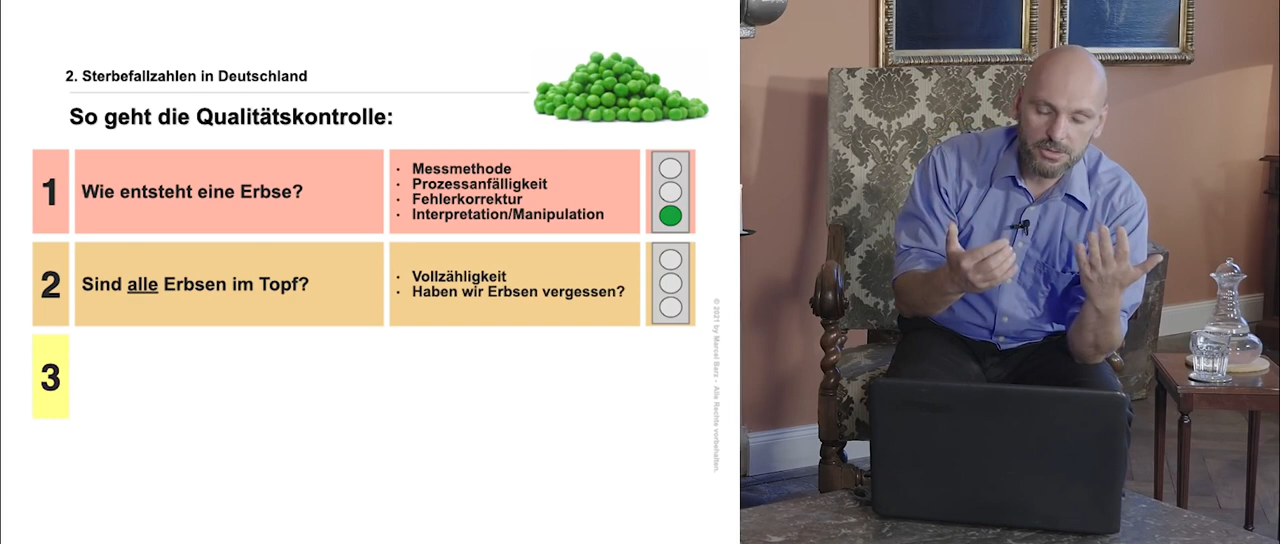 2. Sterbefallzahlen in Deutschland
So geht die Qualitätskontrolle:
1
Wie entsteht eine Erbse?
· Messmethode
· Prozessanfälligkeit
· Fehlerkorrektur
· Interpretation/Manipulation
2
Sind alle Erbsen im Topf?
· Vollzähligkeit
· Haben wir Erbsen vergessen?
3
© 2021 by Marcel Barz - Alle Rechte vorbehalten.